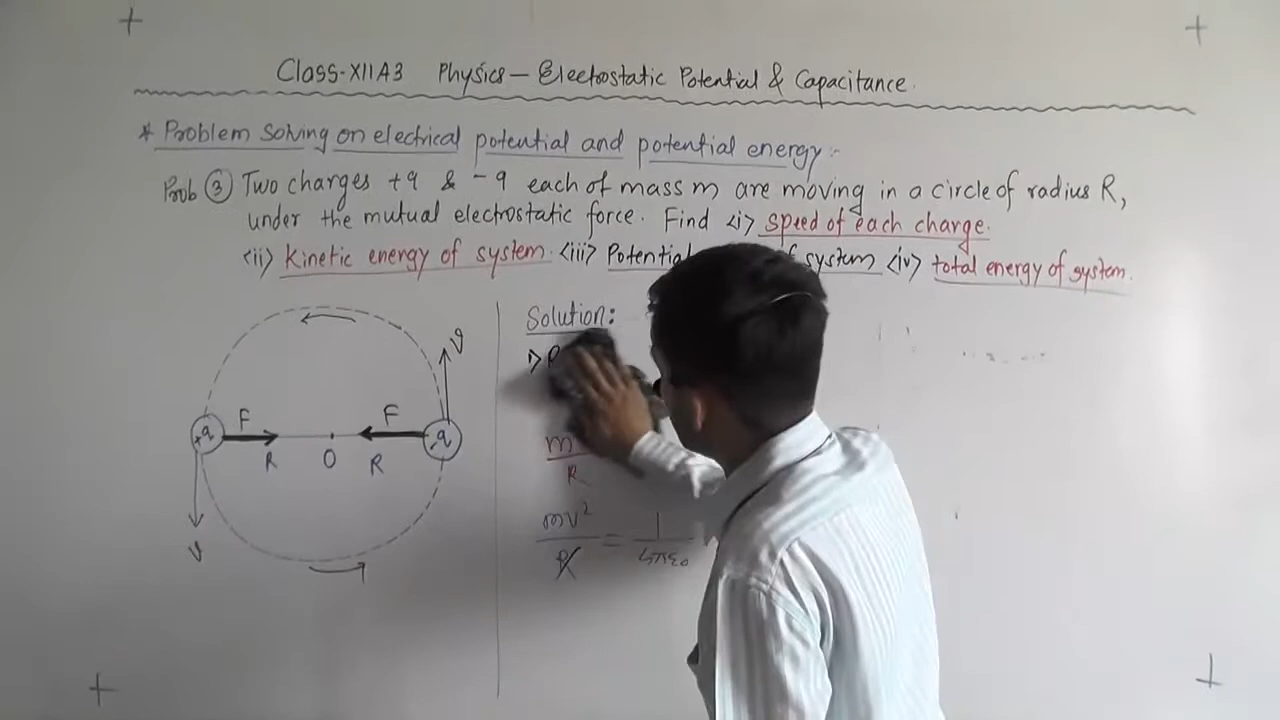 Class-XII A3 Physics — Electrostatic Potential & Capacitance.
* Problem solving on electrical potential and potential energy:-
Prob ③ Two charges +q & -q each of mass m are moving in a circle of radius R,
under the mutual electrostatic force. Find <i> speed of each charge.
<ii> Kinetic energy of system. <iii> Potential system <iv> total energy of system.
v
F F
+q -q
R O R
v
Solution:
m
R
mv² = 1
R 4πε₀